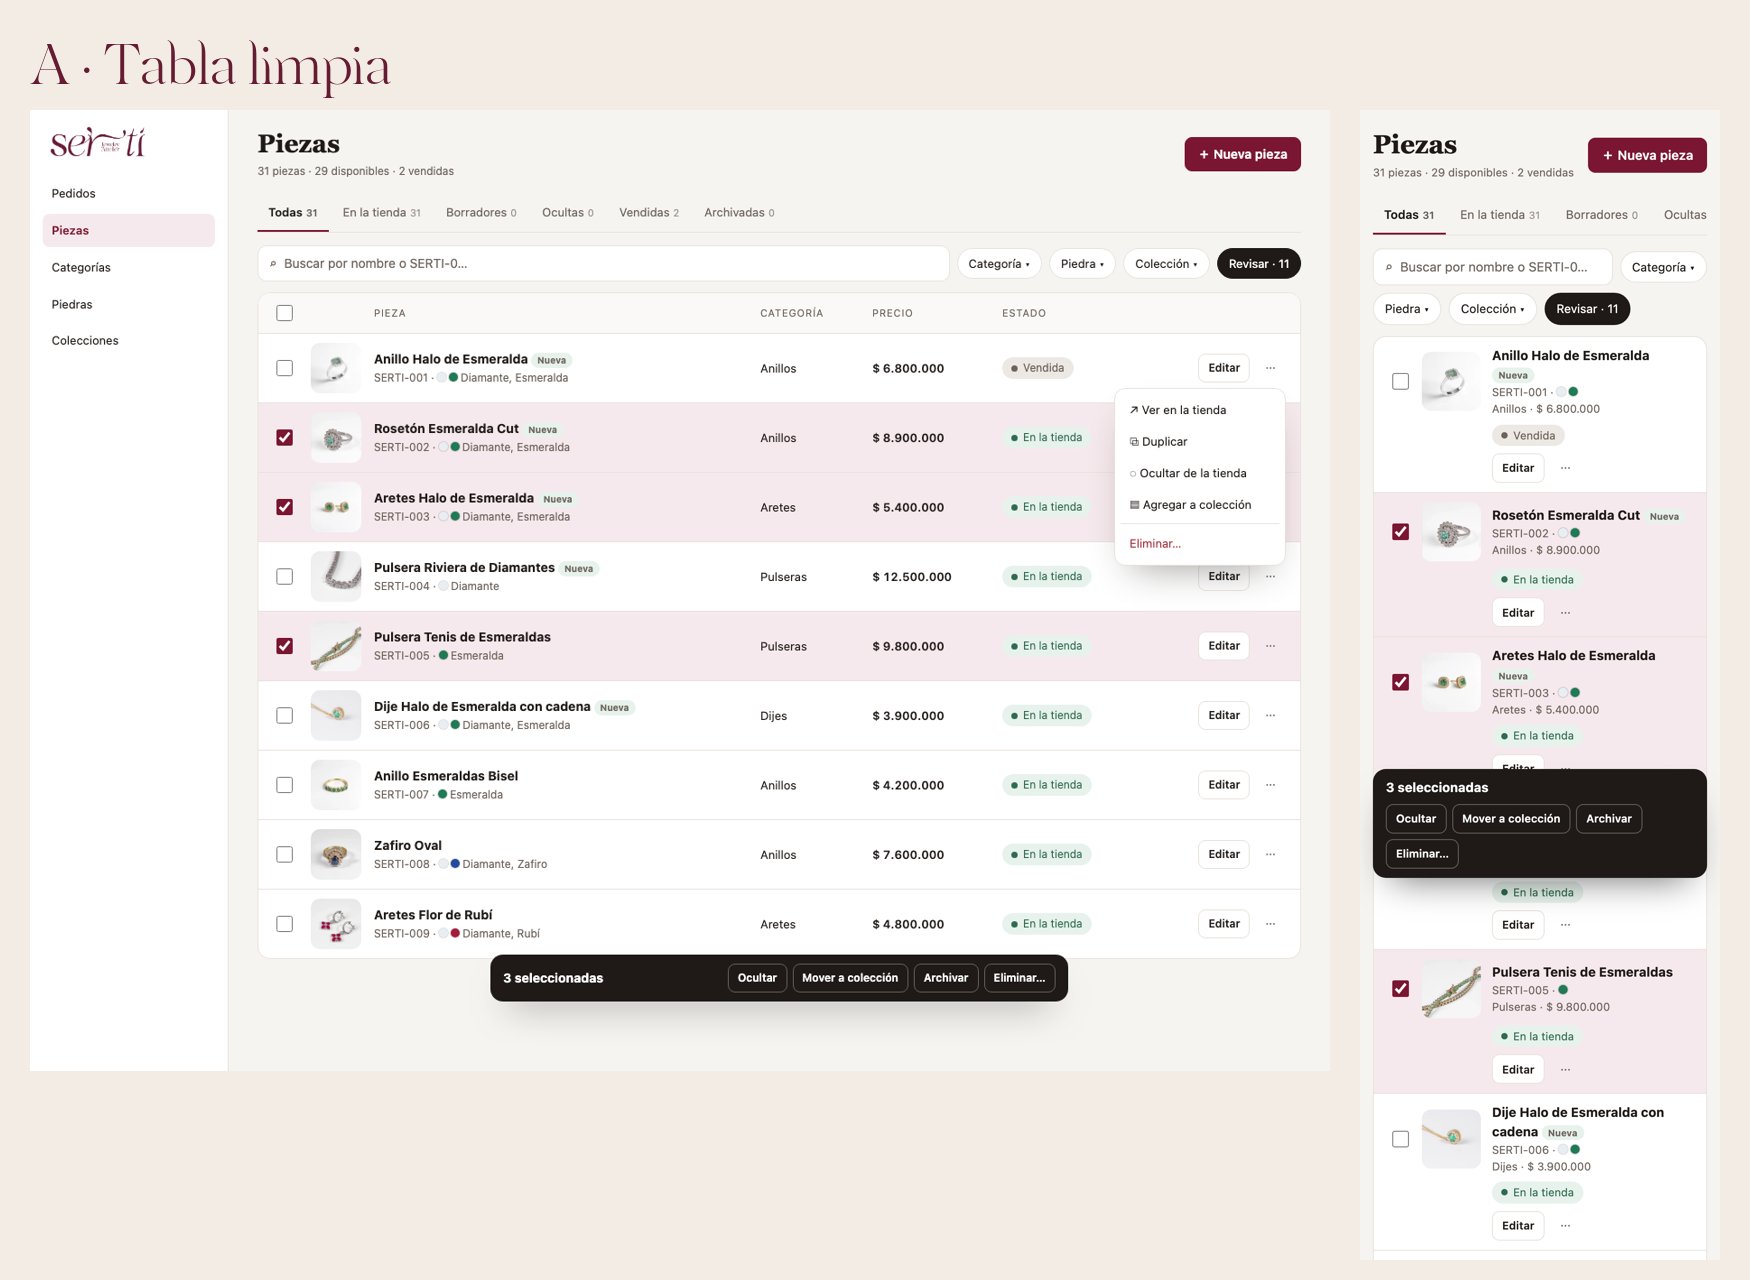 A · Tabla limpia
serti
Jewelry Atelier
Pedidos
Piezas
Categorías
Piedras
Colecciones
Piezas
31 piezas · 29 disponibles · 2 vendidas
+ Nueva pieza
Todas 31 En la tienda 31 Borradores 0 Ocultas 0 Vendidas 2 Archivadas 0
Buscar por nombre o SERTI-0...
Categoría ▾ Piedra ▾ Colección ▾ Revisar · 11
PIEZA CATEGORÍA PRECIO ESTADO
Anillo Halo de Esmeralda Nueva
SERTI-001 · Diamante, Esmeralda
Anillos $ 6.800.000 Vendida Editar ···
Rosetón Esmeralda Cut Nueva
SERTI-002 · Diamante, Esmeralda
Anillos $ 8.900.000 En la tienda
Aretes Halo de Esmeralda Nueva
SERTI-003 · Diamante, Esmeralda
Aretes $ 5.400.000 En la tienda
↗ Ver en la tienda
Duplicar
Ocultar de la tienda
Agregar a colección
Eliminar...
Pulsera Riviera de Diamantes Nueva
SERTI-004 · Diamante
Pulseras $ 12.500.000 En la tienda Editar ···
Pulsera Tenis de Esmeraldas
SERTI-005 · Esmeralda
Pulseras $ 9.800.000 En la tienda Editar ···
Dije Halo de Esmeralda con cadena Nueva
SERTI-006 · Diamante, Esmeralda
Dijes $ 3.900.000 En la tienda Editar ···
Anillo Esmeraldas Bisel
SERTI-007 · Esmeralda
Anillos $ 4.200.000 En la tienda Editar ···
Zafiro Oval
SERTI-008 · Diamante, Zafiro
Anillos $ 7.600.000 En la tienda Editar ···
Aretes Flor de Rubí
SERTI-009 · Diamante, Rubí
Aretes $ 4.800.000 En la tienda Editar ···
3 seleccionadas Ocultar Mover a colección Archivar Eliminar...
Piezas
31 piezas · 29 disponibles · 2 vendidas
+ Nueva pieza
Todas 31 En la tienda 31 Borradores 0 Ocultas
Buscar por nombre o SERTI-0... Categoría ▾
Piedra ▾ Colección ▾ Revisar · 11
Anillo Halo de Esmeralda
Nueva
SERTI-001 ·
Anillos · $ 6.800.000
Vendida
Editar ···
Rosetón Esmeralda Cut Nueva
SERTI-002 ·
Anillos · $ 8.900.000
En la tienda
Editar ···
Aretes Halo de Esmeralda
Nueva
SERTI-003 ·
Aretes · $ 5.400.000
En la tienda
Editar
3 seleccionadas
Ocultar Mover a colección Archivar
Eliminar...
En la tienda
Editar ···
Pulsera Tenis de Esmeraldas
SERTI-005 ·
Pulseras · $ 9.800.000
En la tienda
Editar ···
Dije Halo de Esmeralda con
cadena Nueva
SERTI-006 ·
Dijes · $ 3.900.000
En la tienda
Editar ···